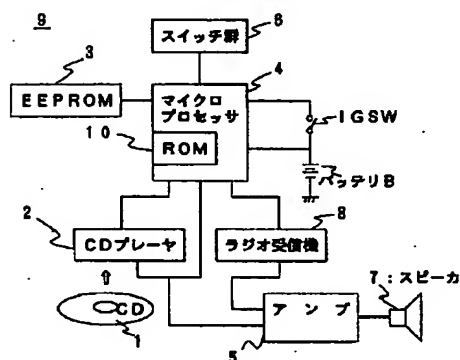 9
スイッチ群
6
3
4
EEPROM
マイクロ
プロセッサ
IGSW
10
ROM
バッテリB
2
8
CDプレーヤ
ラジオ受信機
7:スピーカ
CD
アンプ
1
5